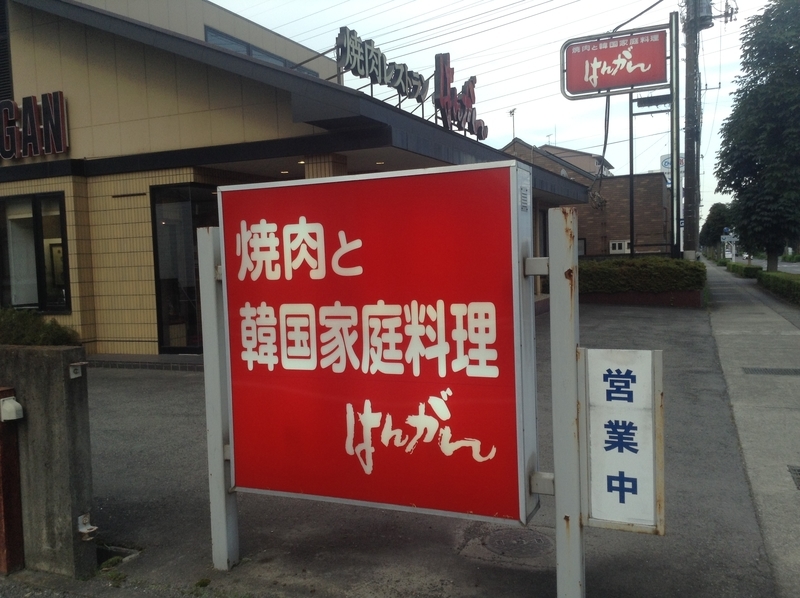 焼肉レストラン はんがん
焼肉と韓国家庭料理
はんがん
GAN
焼肉と
韓国家庭料理
はんがん
営業中